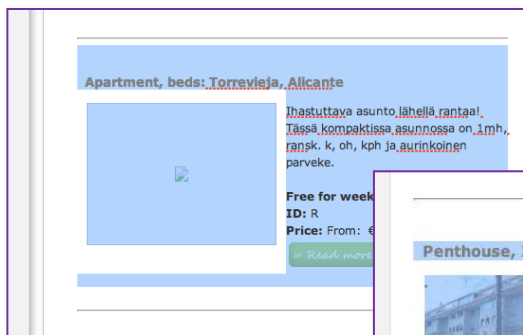 Apartment, beds: Torrevieja, Alicante
Ihastuttava asunto lähellä rantaa!
Tässä kompaktissa asunnossa on 1mh,
ransk. k, oh, kph ja aurinkoinen
parveke.
Free for week
ID: R
Price: From: €
» Read more
Penthouse,